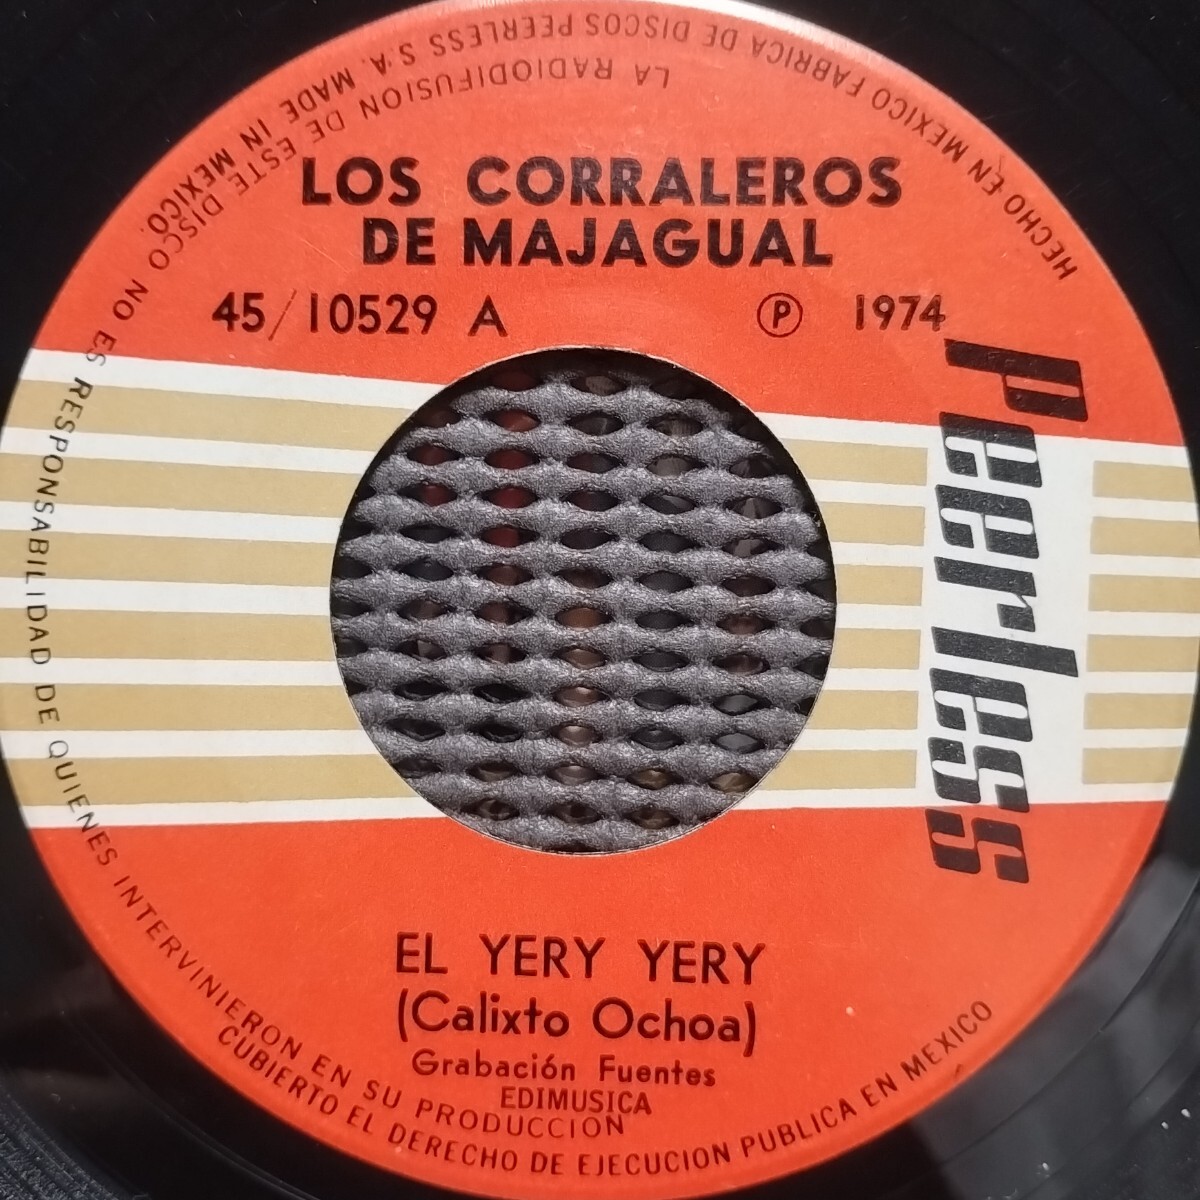 HECHO EN MEXICO FABRICA DE DISCOS PEERLESS S.A. MADE IN MEXICO.
LA RADIODIFUSION DE ESTE DISCO NO ES RESPONSABILIDAD DE QUIENES INTERVINIERON EN SU PRODUCCION
LOS CORRALEROS
DE MAJAGUAL
45/10529 A ℗ 1974
Peerless
EL YERY YERY
(Calixto Ochoa)
Grabación Fuentes
EDIMUSICA
CUBIERTO EL DERECHO DE EJECUCION PUBLICA EN MEXICO